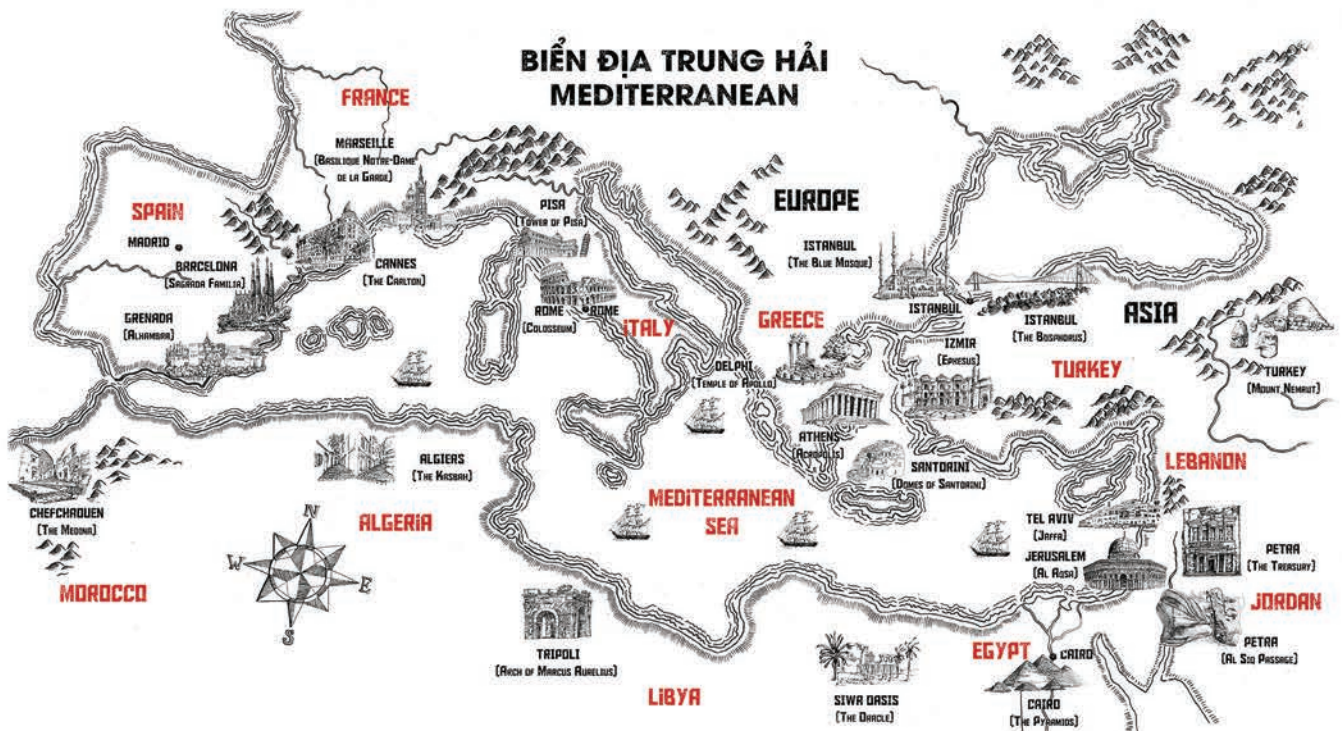 BIỂN ĐỊA TRUNG HẢI
MEDITERRANEAN
FRANCE
MARSEILLE
(BASILIQUE NOTRE-DAME
DE LA GARDE)
SPAIN
MADRID
BARCELONA
(SAGRADA FAMILIA)
GRENADA
(ALHAMBRA)
CANNES
(THE CARLTON)
PISA
(TOWER OF PISA)
ROME
(COLOSSEUM)
ROME
ITALY
EUROPE
ISTANBUL
(THE BLUE MOSQUE)
ISTANBUL
ISTANBUL
(THE BOSAHORUS)
ASIA
GREECE
DELPHI
(TEMPLE OF APOLLO)
IZMIR
(EPHESUS)
TURKEY
TURKEY
(MOUNT NEMRUT)
ATHENS
(ACROPOLIS)
SANTORINI
(DOMES OF SANTORINI)
LEBANON
MEDITERRANEAN
SEA
CHEFCHAOUEN
(THE MEDINA)
MOROCCO
ALGIERS
(THE KASBAH)
ALGERIA
N
W
E
S
TEL AVIV
(JAFFA)
JERUSALEM
(AL AQSA)
PETRA
(THE TREASURY)
JORDAN
PETRA
(AL SIQ PASSAGE)
TRIPOLI
(ARCH OF MARCUS AURELIUS)
LIBYA
SIWA OASIS
(THE ORACLE)
EGYPT
CAIRO
CAIRO
(THE PYRAMIDS)